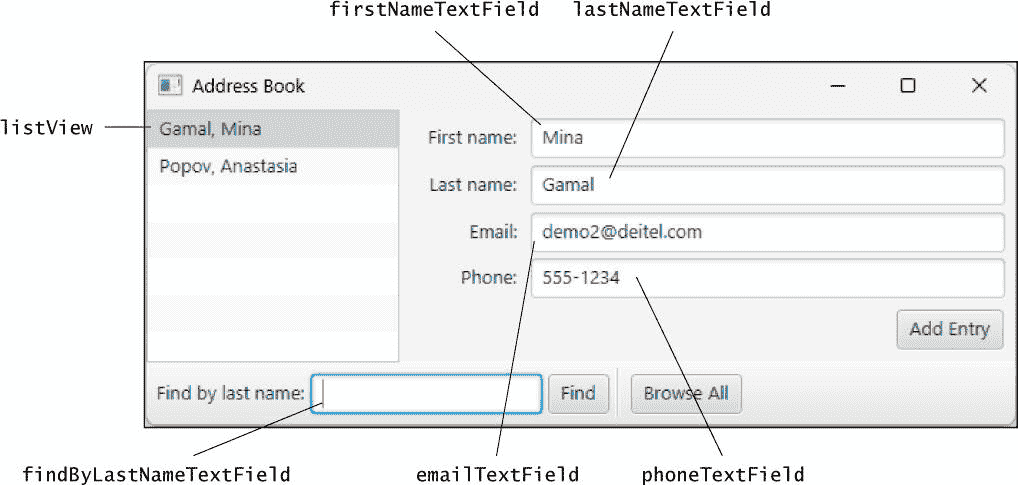 firstNameTextField lastNameTextField
Address Book
listView
Gamal, Mina
Popov, Anastasia
First name: Mina
Last name: Gamal
Email: demo2@deitel.com
Phone: 555-1234
Add Entry
Find by last name: Find Browse All
findByLastNameTextField emailTextField phoneTextField